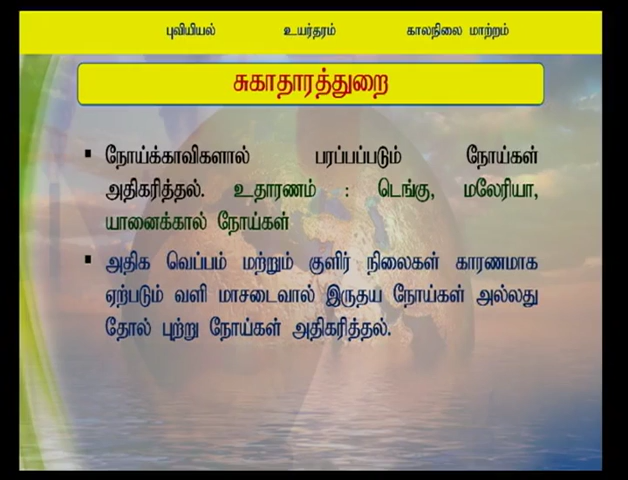 புவியியல் உயர்தரம் காலநிலை மாற்றம்
சுகாதாரத்துறை
▪ நோய்க்காவிகளால் பரப்பப்படும் நோய்கள்
அதிகரித்தல். உதாரணம் : டெங்கு, மலேரியா,
யானைக்கால் நோய்கள்
▪ அதிக வெப்பம் மற்றும் குளிர் நிலைகள் காரணமாக
ஏற்படும் வளி மாசடைவால் இருதய நோய்கள் அல்லது
தோல் புற்று நோய்கள் அதிகரித்தல்.